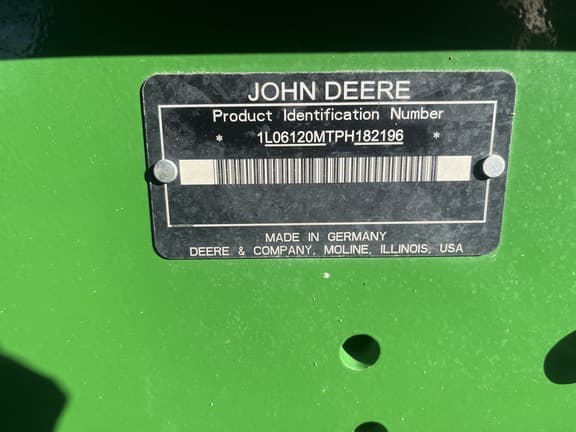 JOHN DEERE
Product Identification Number
* 1L06120MTPH182196 *
MADE IN GERMANY
DEERE & COMPANY, MOLINE, ILLINOIS, USA